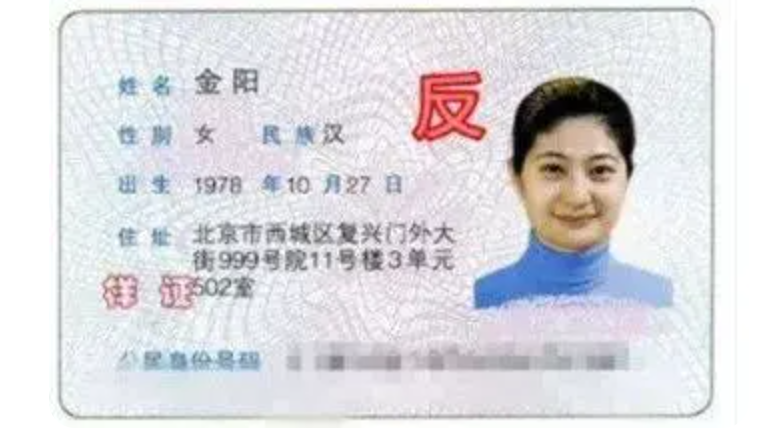 姓名 金阳
反
性别 女 民族 汉
出生 1978 年 10 月 27 日
住址 北京市西城区复兴门外大
街999号院11号楼3单元
样 证 502室
公民身份号码